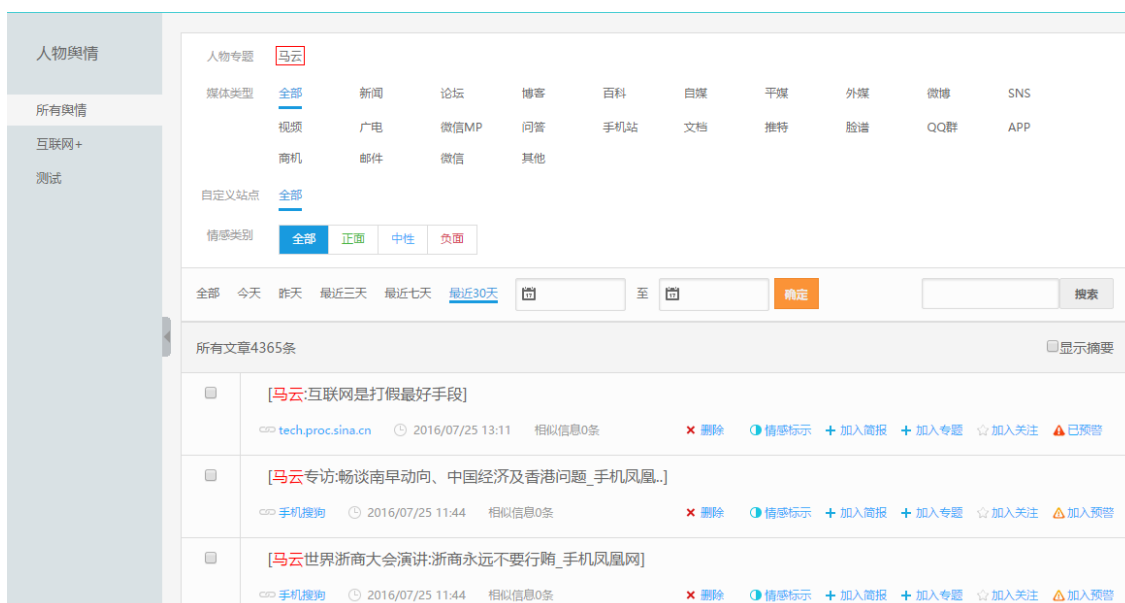 人物舆情
所有舆情
互联网+
测试
人物专题 马云
媒体类型 全部 新闻 论坛 博客 百科 自媒 平媒 外媒 微博 SNS
视频 广电 微信MP 问答 手机站 文档 推特 脸谱 QQ群 APP
商机 邮件 微信 其他
自定义站点 全部
情感类别 全部 正面 中性 负面
全部 今天 昨天 最近三天 最近七天 最近30天 17 至 17 确定 搜索
所有文章4365条 显示摘要
[马云:互联网是打假最好手段]
tech.proc.sina.cn 2016/07/25 13:11 相似信息0条 删除 情感标示 加入简报 加入专题 加入关注 已预警
[马云专访:畅谈南早动向、中国经济及香港问题_手机凤凰..]
手机搜狗 2016/07/25 11:44 相似信息0条 删除 情感标示 加入简报 加入专题 加入关注 加入预警
[马云世界浙商大会演讲:浙商永远不要行贿_手机凤凰网]
手机搜狗 2016/07/25 11:44 相似信息0条 删除 情感标示 加入简报 加入专题 加入关注 加入预警